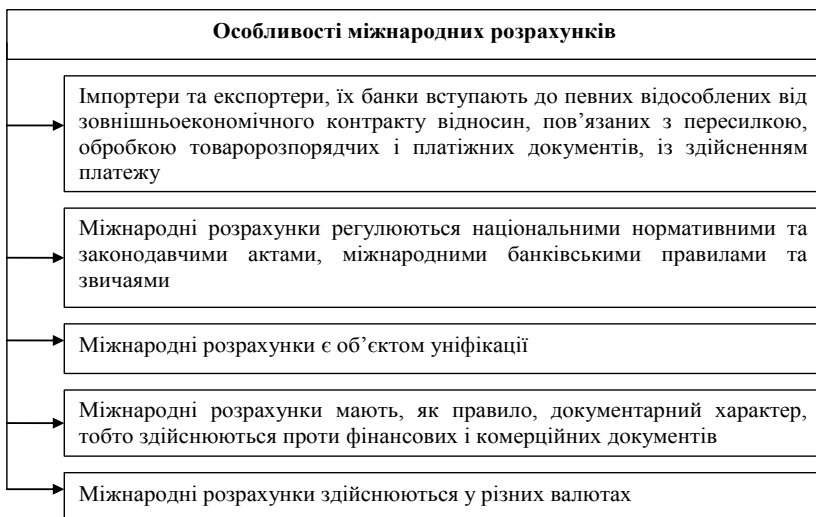 Особливості міжнародних розрахунків
Імпортери та експортери, їх банки вступають до певних відособлених від
зовнішньоекономічного контракту відносин, пов’язаних з пересилкою,
обробкою товаророзпорядчих і платіжних документів, із здійсненням
платежу
Міжнародні розрахунки регулюються національними нормативними та
законодавчими актами, міжнародними банківськими правилами та
звичаями
Міжнародні розрахунки є об’єктом уніфікації
Міжнародні розрахунки мають, як правило, документарний характер,
тобто здійснюються проти фінансових і комерційних документів
Міжнародні розрахунки здійснюються у різних валютах